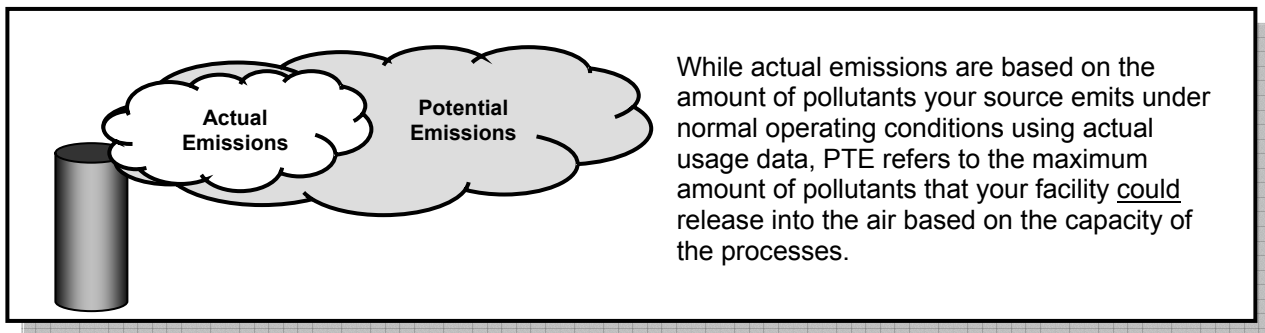 Actual
Emissions
Potential
Emissions
While actual emissions are based on the
amount of pollutants your source emits under
normal operating conditions using actual
usage data, PTE refers to the maximum
amount of pollutants that your facility could
release into the air based on the capacity of
the processes.